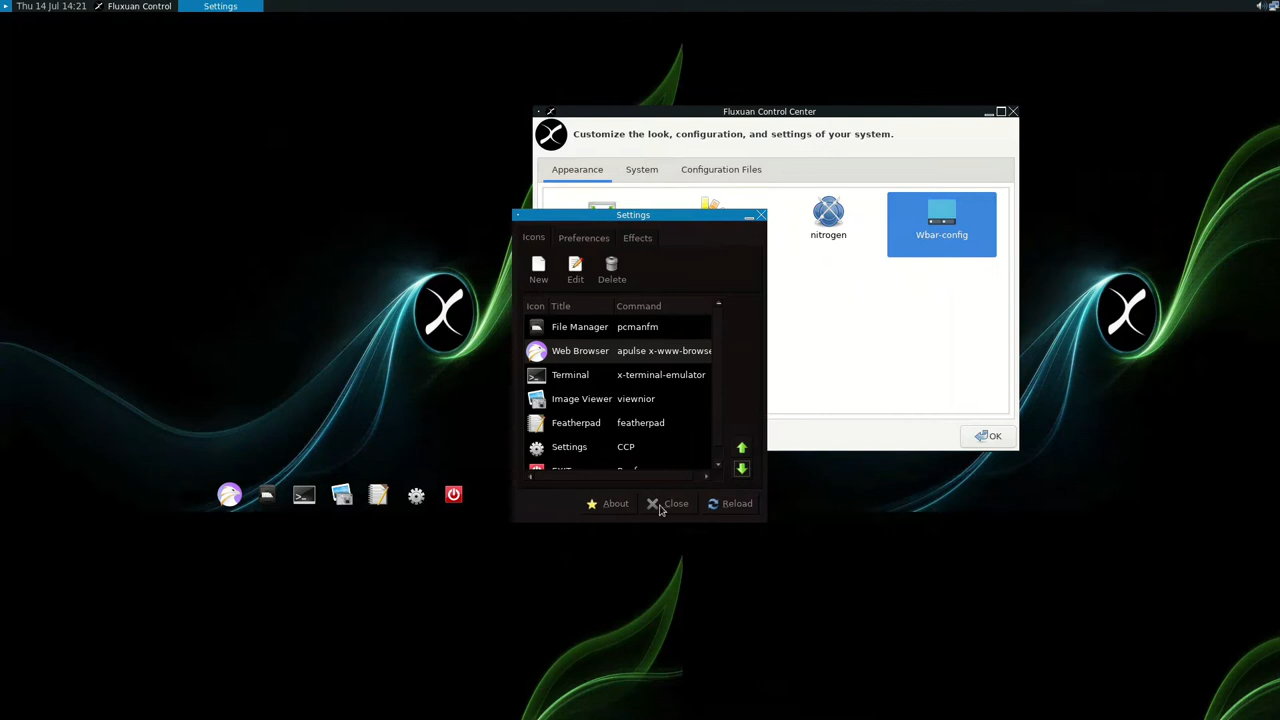 Thu 14 Jul 14:21 Fluxuan Control Settings
Fluxuan Control Center
Customize the look, configuration, and settings of your system.
Appearance System Configuration Files
nitrogen Wbar-config
OK
Settings
Icons Preferences Effects
New Edit Delete
Icon Title Command
File Manager pcmanfm
Web Browser apulse x-www-browse
Terminal x-terminal-emulator
Image Viewer viewnior
Featherpad featherpad
Settings CCP
About Close Reload